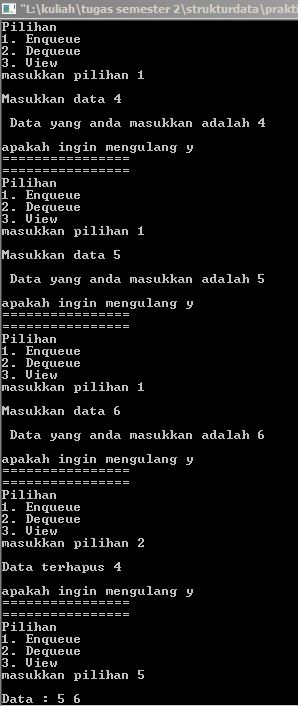 "L:\kuliah\tugas semester 2\strukturdata\prakti
Pilihan
1. Enqueue
2. Dequeue
3. View
masukkan pilihan 1
Masukkan data 4
Data yang anda masukkan adalah 4
apakah ingin mengulang y
================
================
Pilihan
1. Enqueue
2. Dequeue
3. View
masukkan pilihan 1
Masukkan data 5
Data yang anda masukkan adalah 5
apakah ingin mengulang y
================
================
Pilihan
1. Enqueue
2. Dequeue
3. View
masukkan pilihan 1
Masukkan data 6
Data yang anda masukkan adalah 6
apakah ingin mengulang y
================
================
Pilihan
1. Enqueue
2. Dequeue
3. View
masukkan pilihan 2
Data terhapus 4
apakah ingin mengulang y
================
================
Pilihan
1. Enqueue
2. Dequeue
3. View
masukkan pilihan 5
Data : 5 6